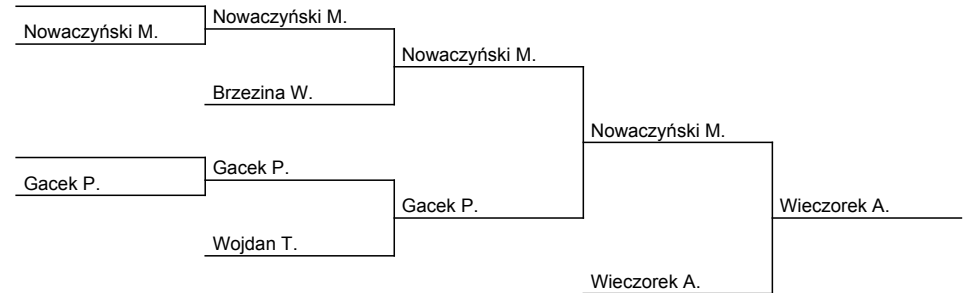 Nowaczyński M.
Nowaczyński M.
Nowaczyński M.
Brzezina W.
Nowaczyński M.
Gacek P.
Gacek P.
Gacek P.
Wieczorek A.
Wojdan T.
Wieczorek A.